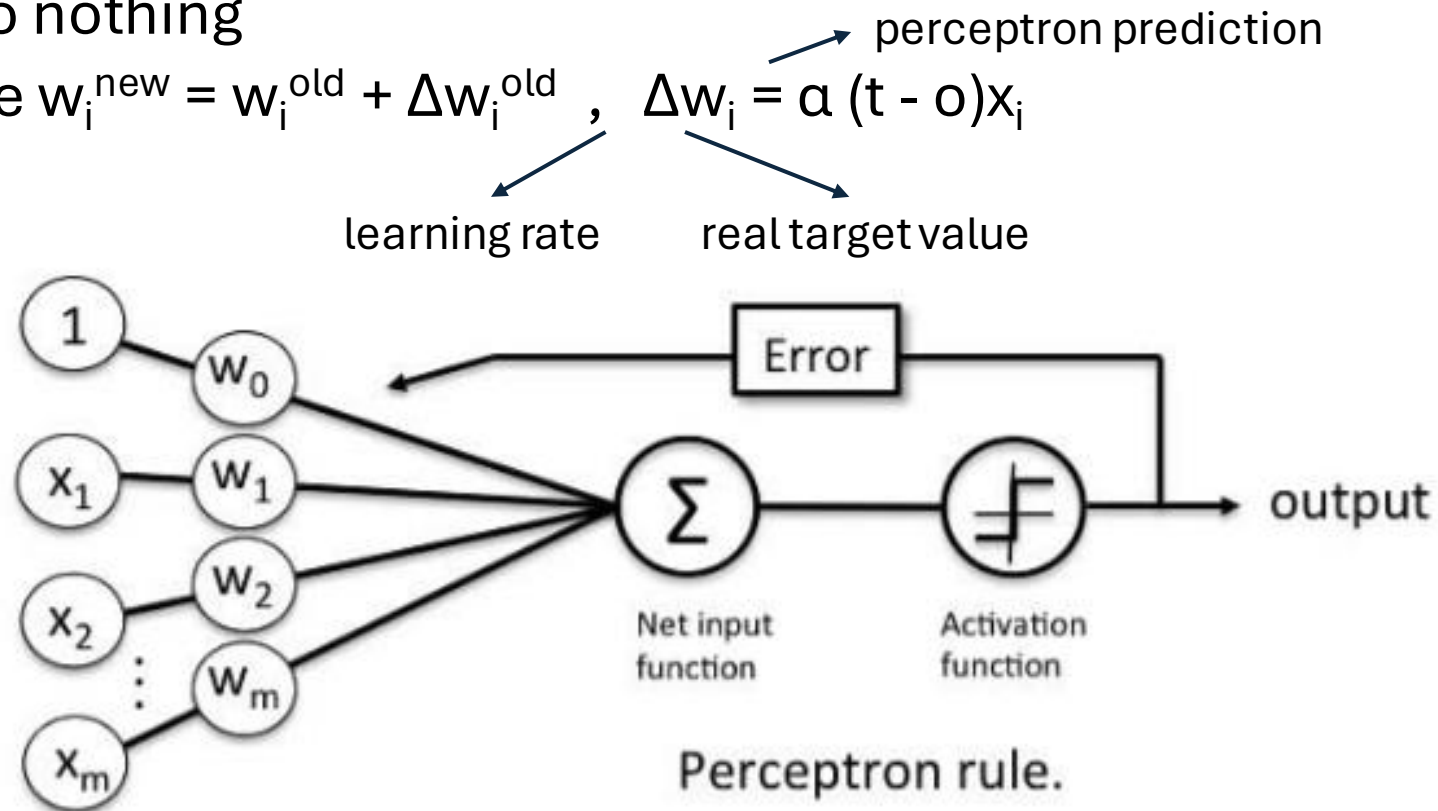 o nothing
perceptron prediction
e wᵢⁿᵉʷ = wᵢᵒˡᵈ + Δwᵢᵒˡᵈ , Δwᵢ = α (t - o)xᵢ
learning rate real target value
1
w₀
Error
x₁
w₁
Σ
output
x₂
w₂
Net input
function
Activation
function
⋮
wₘ
xₘ
Perceptron rule.